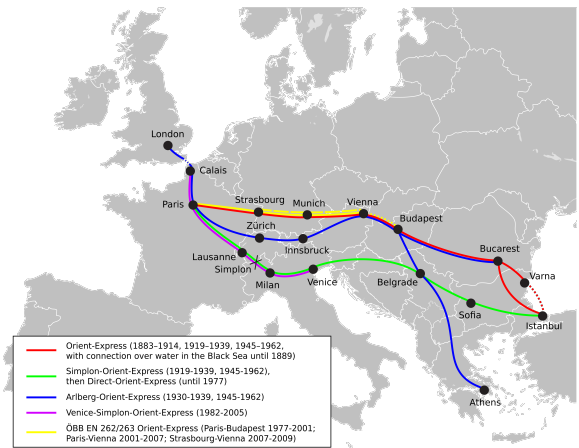 London
Calais
Paris
Strasbourg
Munich
Vienna
Budapest
Zürich
Innsbruck
Lausanne
Simplon
Milan
Venice
Belgrade
Bucarest
Varna
Sofia
Istanbul
Athens
Orient-Express (1883–1914, 1919–1939, 1945–1962,
with connection over water in the Black Sea until 1889)
Simplon-Orient-Express (1919-1939, 1945-1962),
then Direct-Orient-Express (until 1977)
Arlberg-Orient-Express (1930-1939, 1945-1962)
Venice-Simplon-Orient-Express (1982-2005)
ÖBB EN 262/263 Orient-Express (Paris-Budapest 1977-2001;
Paris-Vienna 2001-2007; Strasbourg-Vienna 2007-2009)